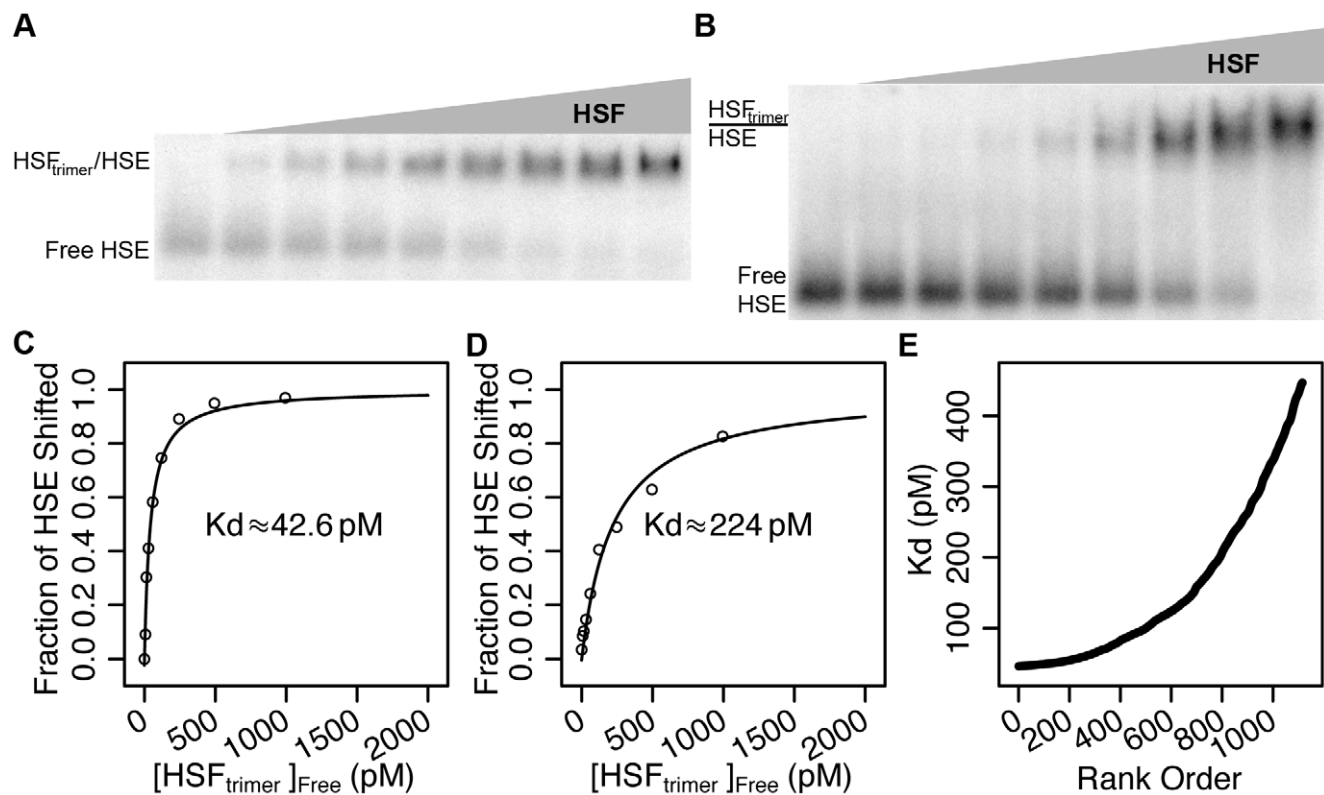 A
HSF
HSFtrimer/HSE
Free HSE
B
HSF
HSFtrimer
HSE
Free
HSE
C
Fraction of HSE Shifted
0.0 0.2 0.4 0.6 0.8 1.0
Kd≈42.6 pM
0 500 1000 1500 2000
[HSFtrimer ]Free (pM)
D
Fraction of HSE Shifted
0.0 0.2 0.4 0.6 0.8 1.0
Kd≈224 pM
0 500 1000 1500 2000
[HSFtrimer ]Free (pM)
E
Kd (pM)
100 200 300 400
0 200 400 600 800 1000
Rank Order